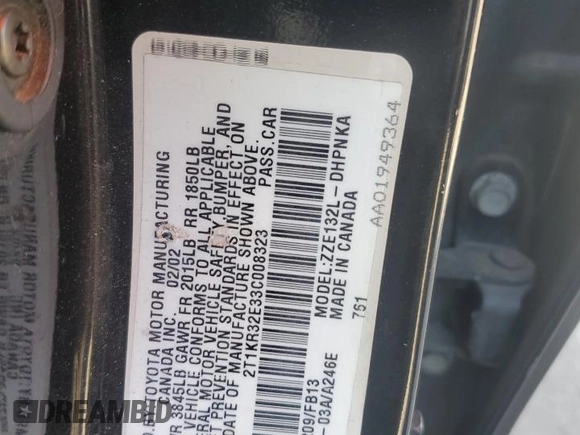 TOYOTA MOTOR MANUFACTURING
CANADA INC. 02/02
3845LB GAWR FR 2015LB RR 1850LB
VEHICLE CONFORMS TO ALL APPLICABLE
MOTOR VEHICLE SAFETY, BUMPER, AND
PREVENTION STANDARDS IN EFFECT ON
DATE OF MANUFACTURE SHOWN ABOVE.
2T1KR32E33C008323 PASS.CAR
209/FB13 MODEL:ZZE132L-DHPNKA
03A/A246E MADE IN CANADA
751
AA01949364
RideSafely